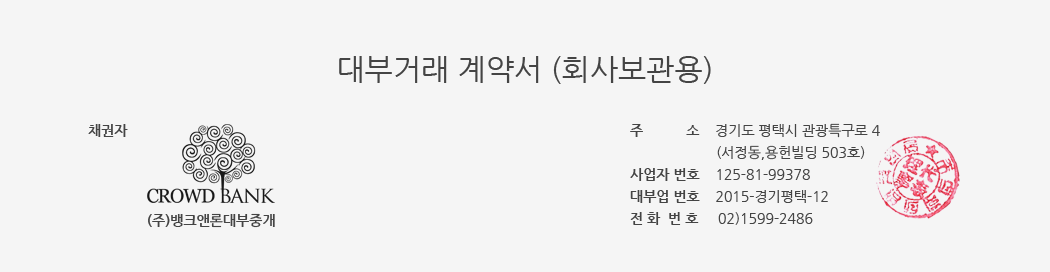 대부거래 계약서 (회사보관용)
채권자
CROWD BANK
(주)뱅크앤론대부중개
주 소 경기도 평택시 관광특구로 4
(서정동,용헌빌딩 503호)
사업자 번호 125-81-99378
대부업 번호 2015-경기평택-12
전 화 번 호 02)1599-2486